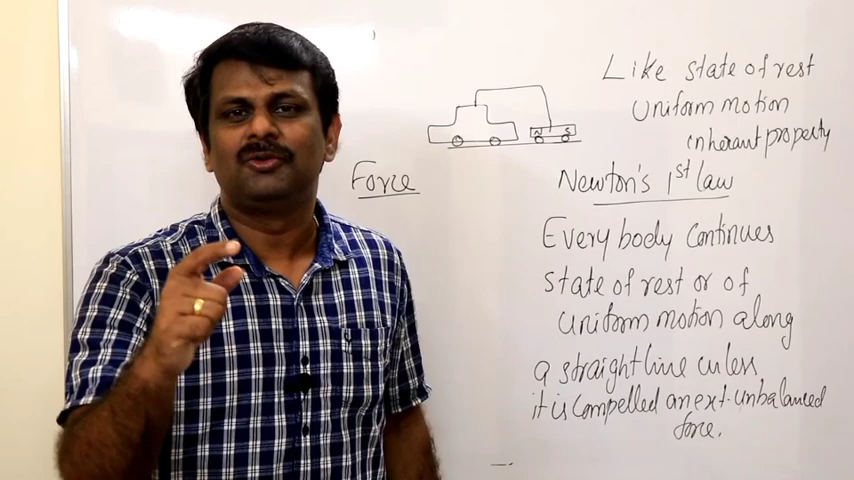 Like state of rest
uniform motion
inherant property
N S
Force
Newton's 1st law
Every body continues
state of rest or of
uniform motion along
a straight line unless
it is compelled an ext. unbalanced
force.